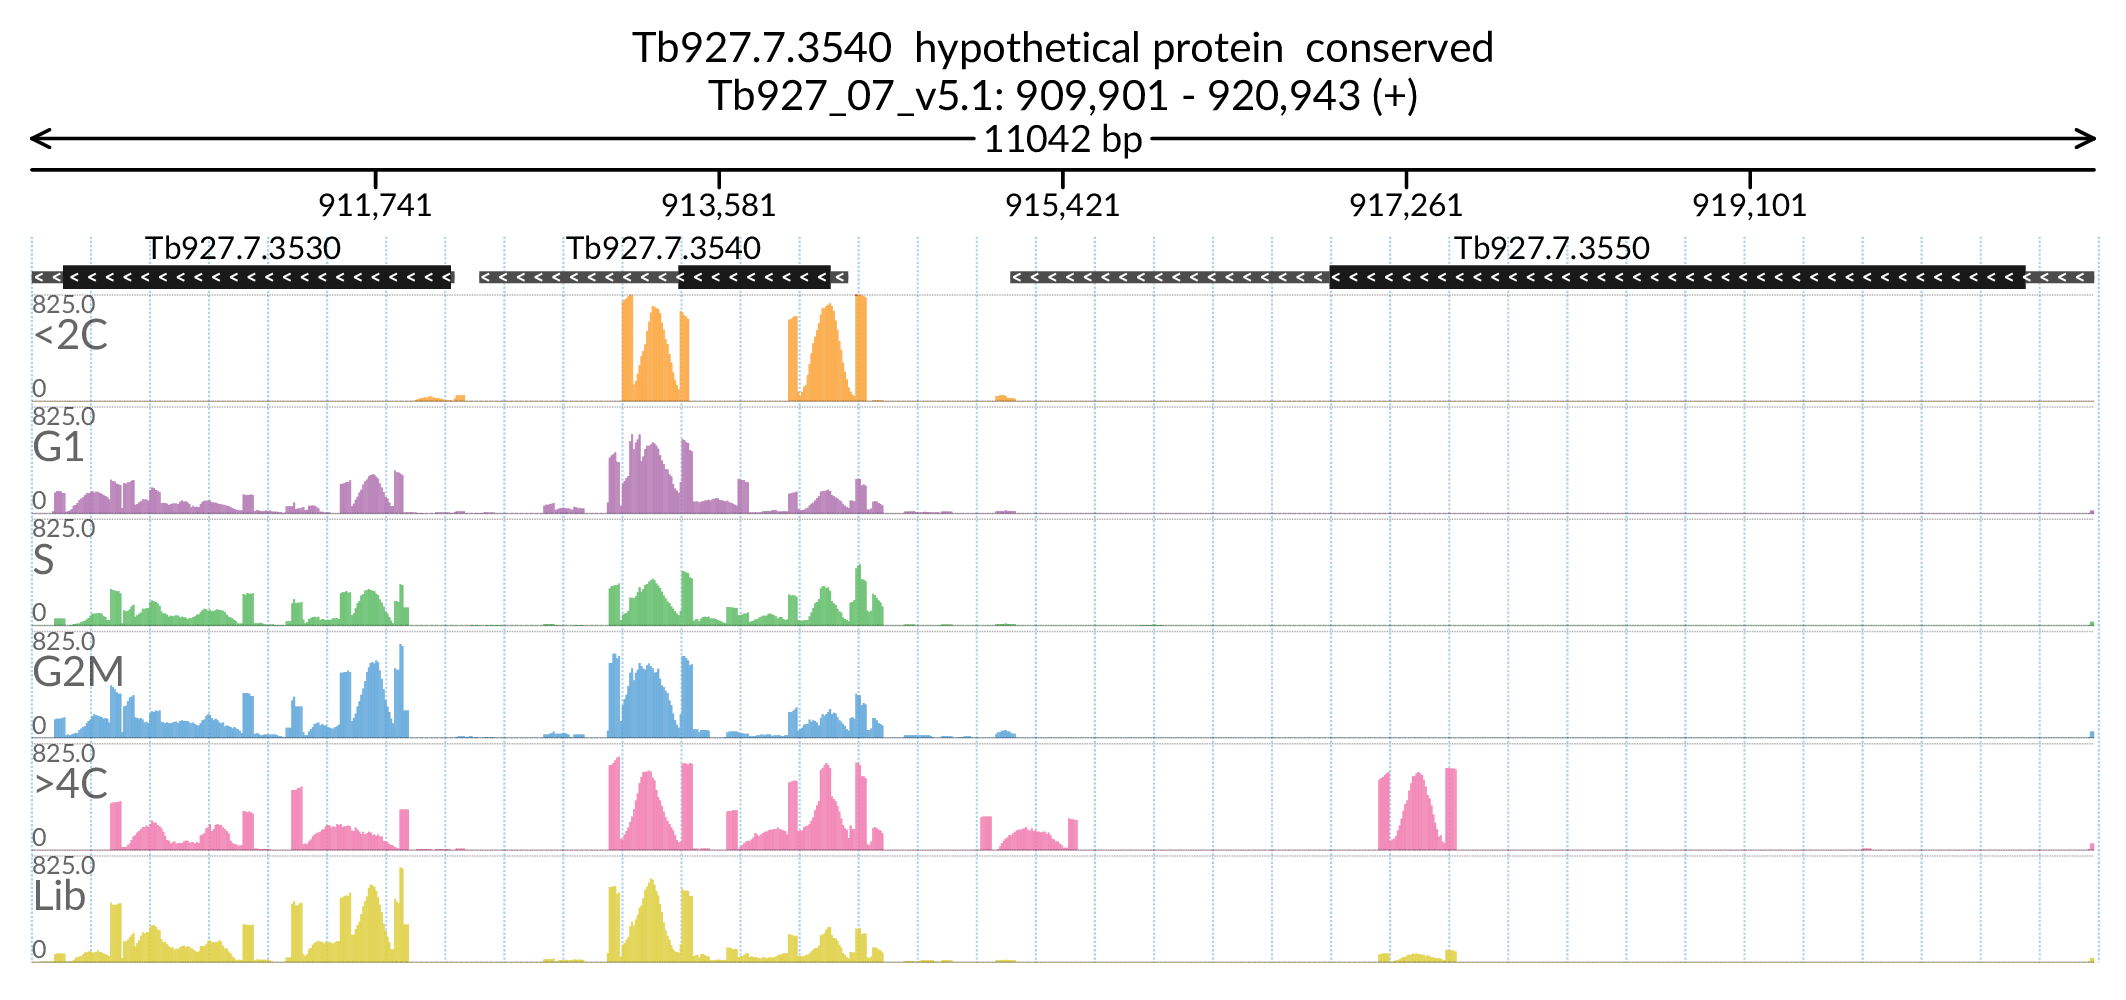 Tb927.7.3540 hypothetical protein conserved
Tb927_07_v5.1: 909,901 - 920,943 (+)
11042 bp
911,741 913,581 915,421 917,261 919,101
Tb927.7.3530 Tb927.7.3540 Tb927.7.3550
825.0
<2C
0
825.0
G1
0
825.0
S
0
825.0
G2M
0
825.0
>4C
0
825.0
Lib
0